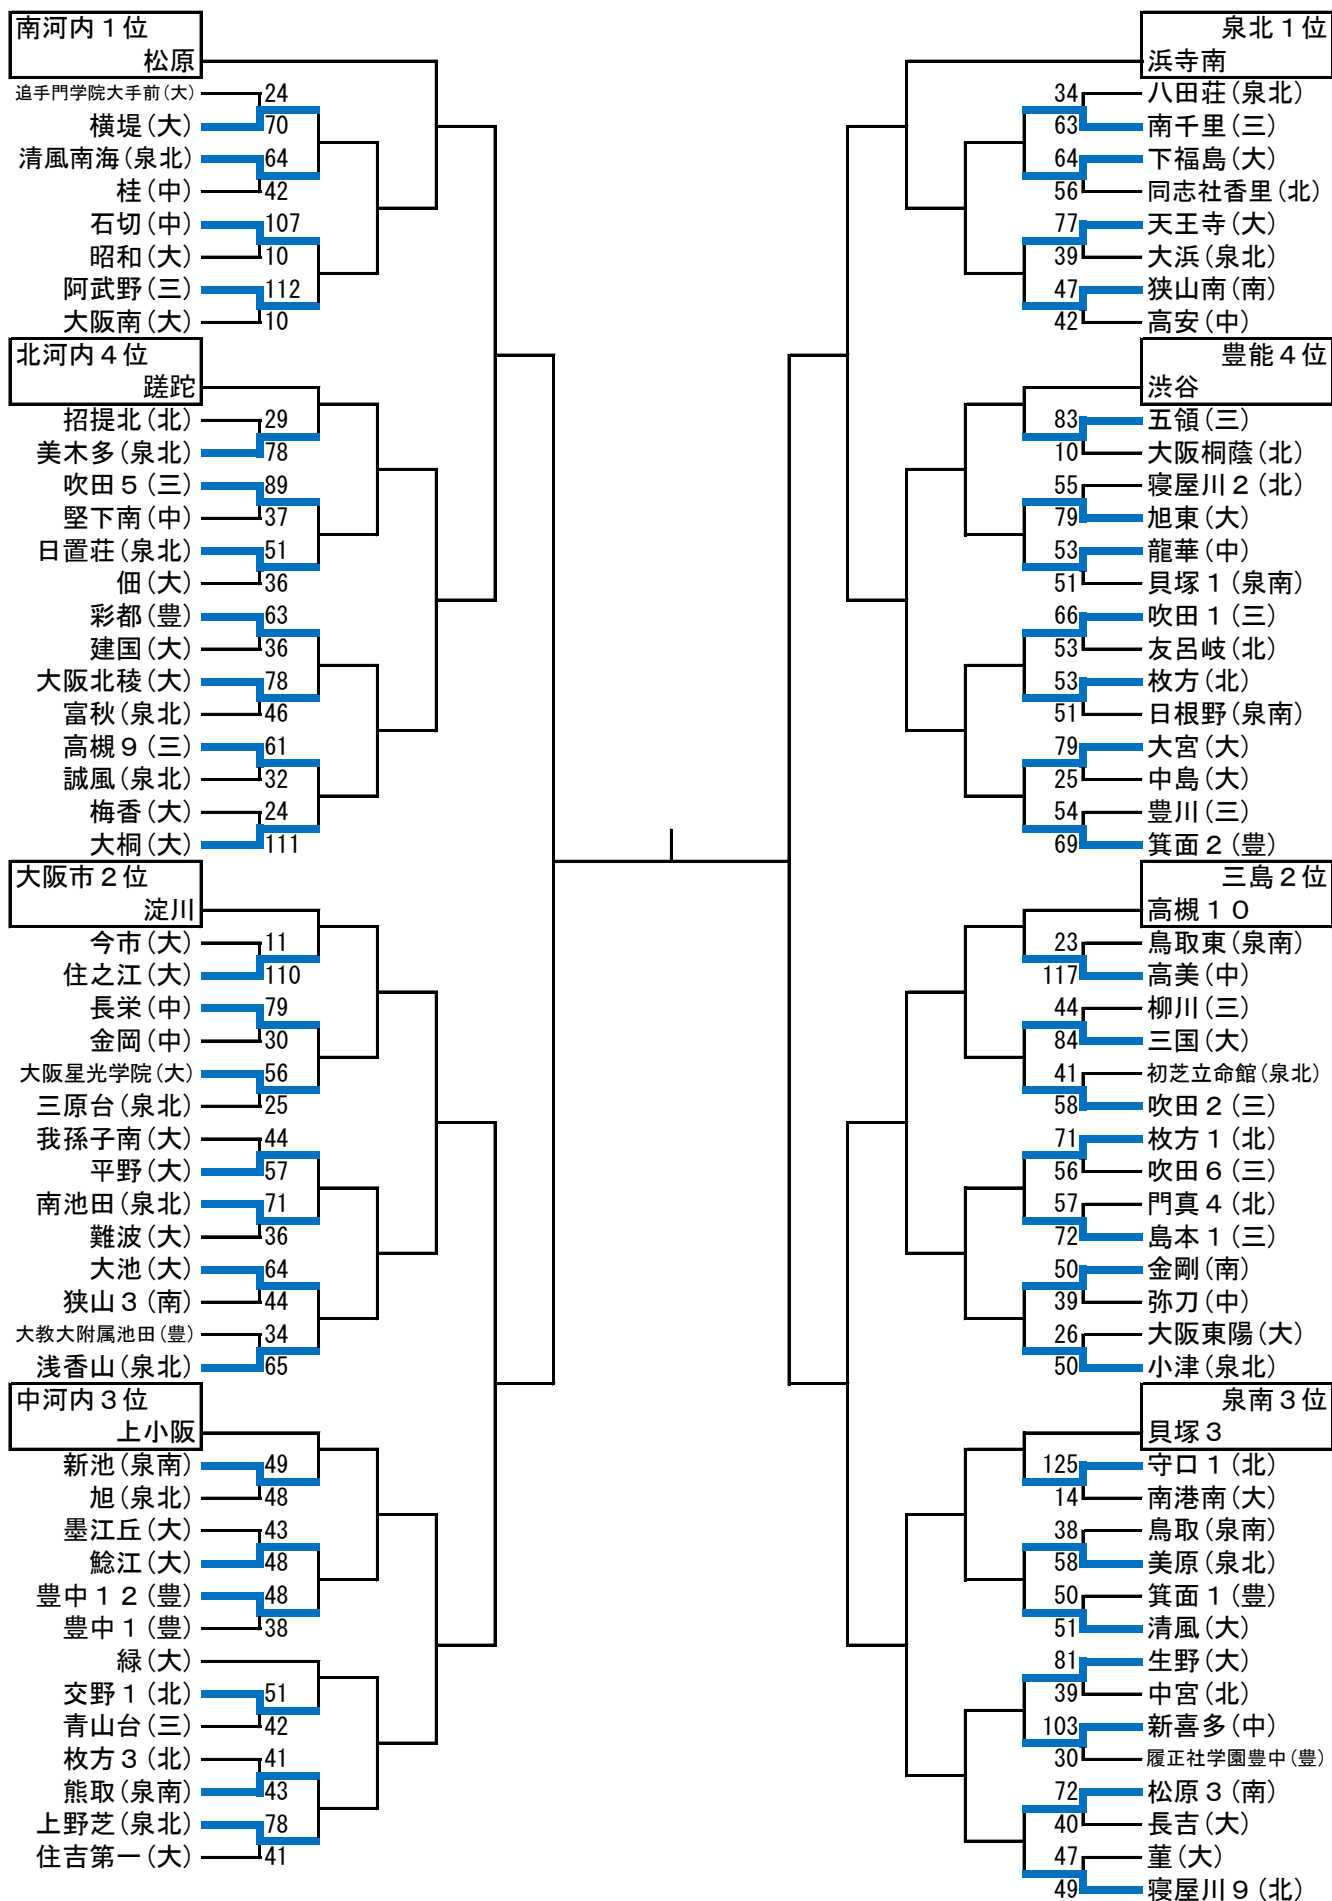 南河内１位
松原
追手門学院大手前(大) 24
横堤(大) 70
清風南海(泉北) 64
桂(中) 42
石切(中) 107
昭和(大) 10
阿武野(三) 112
大阪南(大) 10
北河内４位
蹉跎
招提北(北) 29
美木多(泉北) 78
吹田５(三) 89
堅下南(中) 37
日置荘(泉北) 51
佃(大) 36
彩都(豊) 63
建国(大) 36
大阪北稜(大) 78
富秋(泉北) 46
高槻９(三) 61
誠風(泉北) 32
梅香(大) 24
大桐(大) 111
大阪市２位
淀川
今市(大) 11
住之江(大) 110
長栄(中) 79
金岡(中) 30
大阪星光学院(大) 56
三原台(泉北) 25
我孫子南(大) 44
平野(大) 57
南池田(泉北) 71
難波(大) 36
大池(大) 64
狭山３(南) 44
大教大附属池田(豊) 34
浅香山(泉北) 65
中河内３位
上小阪
新池(泉南) 49
旭(泉北) 48
墨江丘(大) 43
鯰江(大) 48
豊中１２(豊) 48
豊中１(豊) 38
緑(大)
交野１(北) 51
青山台(三) 42
枚方３(北) 41
熊取(泉南) 43
上野芝(泉北) 78
住吉第一(大) 41
泉北１位
浜寺南
34 八田荘(泉北)
63 南千里(三)
64 下福島(大)
56 同志社香里(北)
77 天王寺(大)
39 大浜(泉北)
47 狭山南(南)
42 高安(中)
豊能４位
渋谷
83 五領(三)
10 大阪桐蔭(北)
55 寝屋川２(北)
79 旭東(大)
53 龍華(中)
51 貝塚１(泉南)
66 吹田１(三)
53 友呂岐(北)
53 枚方(北)
51 日根野(泉南)
79 大宮(大)
25 中島(大)
54 豊川(三)
69 箕面２(豊)
三島２位
高槻１０
23 鳥取東(泉南)
117 高美(中)
44 柳川(三)
84 三国(大)
41 初芝立命館(泉北)
58 吹田２(三)
71 枚方１(北)
56 吹田６(三)
57 門真４(北)
72 島本１(三)
50 金剛(南)
39 弥刀(中)
26 大阪東陽(大)
50 小津(泉北)
泉南３位
貝塚３
125 守口１(北)
14 南港南(大)
38 鳥取(泉南)
58 美原(泉北)
50 箕面１(豊)
51 清風(大)
81 生野(大)
39 中宮(北)
103 新喜多(中)
30 履正社学園豊中(豊)
72 松原３(南)
40 長吉(大)
47 菫(大)
49 寝屋川９(北)